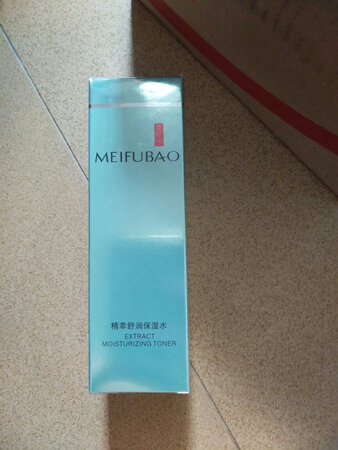 MEIFUBAO
精萃舒润保湿水
EXTRACT
MOISTURIZING TONER